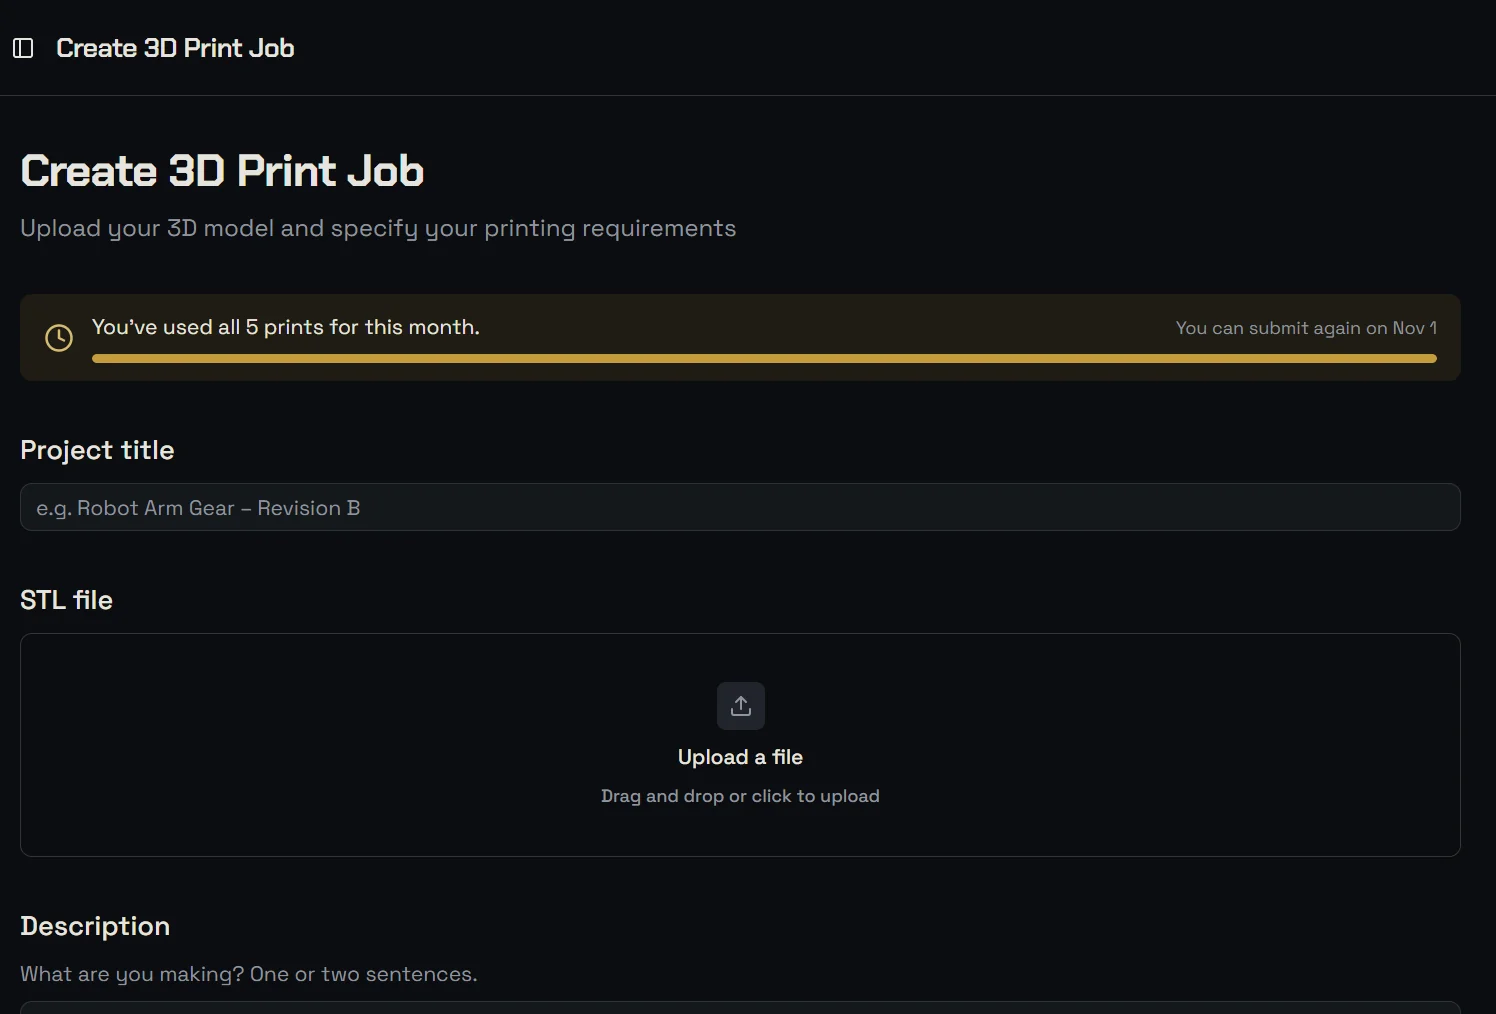 Create 3D Print Job
Create 3D Print Job
Upload your 3D model and specify your printing requirements
You've used all 5 prints for this month.
You can submit again on Nov 1
Project title
e.g. Robot Arm Gear – Revision B
STL file
Upload a file
Drag and drop or click to upload
Description
What are you making? One or two sentences.